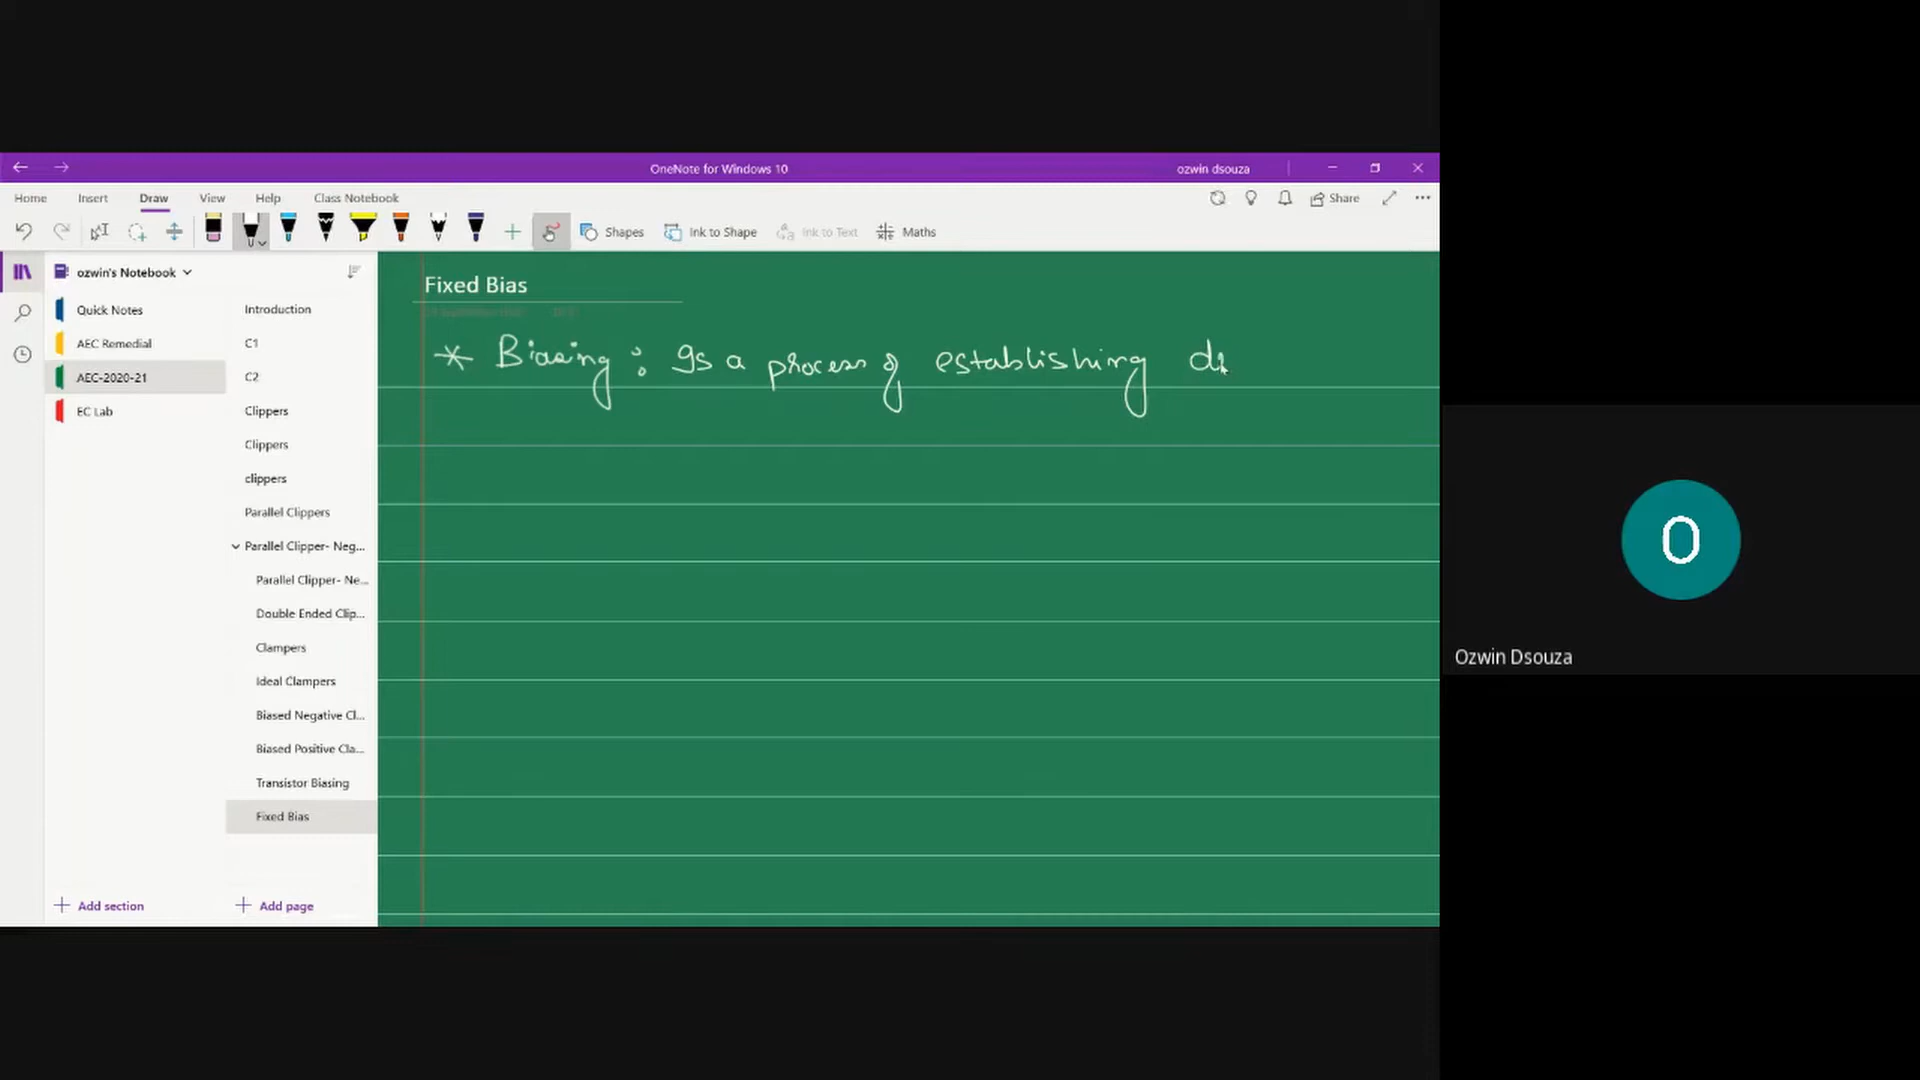 OneNote for Windows 10
ozwin dsouza
Home Insert Draw View Help Class Notebook
Share
Shapes Ink to Shape Ink to Text Maths
ozwin's Notebook
Quick Notes
AEC Remedial
AEC-2020-21
EC Lab
Add section
Introduction
C1
C2
Clippers
Clippers
clippers
Parallel Clippers
Parallel Clipper- Neg...
Parallel Clipper- Ne...
Double Ended Clip...
Clampers
Ideal Clampers
Biased Negative Cl...
Biased Positive Cla...
Transistor Biasing
Fixed Bias
Add page
Fixed Bias
* Biasing : Is a process of establishing
O
Ozwin Dsouza